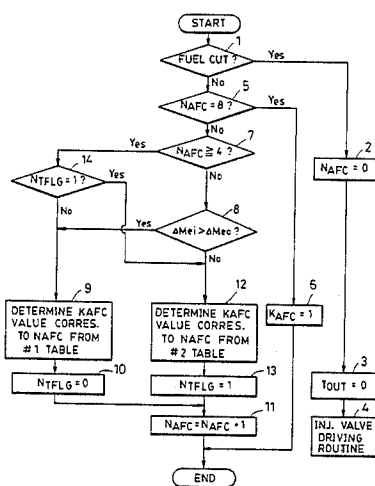 START
1
FUEL CUT ?
Yes
No
5
NAFC=8 ?
Yes
No
7
Yes
NAFC≧4 ?
14
NTFLG=1 ?
Yes
No
No
2
NAFC=0
8
Yes
ΔMei>ΔMeo ?
No
9
DETERMINE KAFC
VALUE CORRES.
TO NAFC FROM
#1 TABLE
12
DETERMINE KAFC
VALUE CORRES.
TO NAFC FROM
#2 TABLE
6
KAFC=1
10
NTFLG=0
13
NTFLG=1
3
TOUT=0
11
NAFC=NAFC+1
4
INJ. VALVE
DRIVING
ROUTINE
END